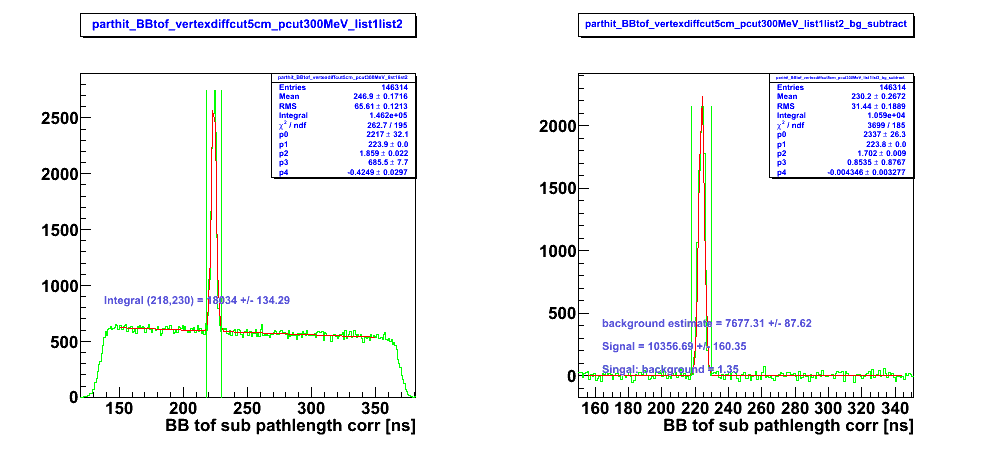 parthit_BBtof_vertexdiffcut5cm_pcut300MeV_list1list2
parthit_BBtof_vertexdiffcut5cm_pcut300MeV_list1list2
Entries 146314
Mean 246.9 ± 0.1716
RMS 65.61 ± 0.1213
Integral 1.462e+05
χ² / ndf 262.7 / 195
p0 2217 ± 32.1
p1 223.9 ± 0.0
p2 1.859 ± 0.022
p3 685.5 ± 7.7
p4 -0.4249 ± 0.0297
2500
2000
1500
1000
500
0
Integral (218,230) = 18034 +/- 134.29
150 200 250 300 350
BB tof sub pathlength corr [ns]
parthit_BBtof_vertexdiffcut5cm_pcut300MeV_list1list2_bg_subtract
parthit_BBtof_vertexdiffcut5cm_pcut300MeV_list1list2_bg_subtract
Entries 146314
Mean 230.2 ± 0.2672
RMS 31.44 ± 0.1889
Integral 1.059e+04
χ² / ndf 3699 / 185
p0 2337 ± 26.3
p1 223.8 ± 0.0
p2 1.702 ± 0.009
p3 0.8535 ± 0.8767
p4 -0.004346 ± 0.003277
2000
1500
1000
500
0
background estimate = 7677.31 +/- 87.62
Signal = 10356.69 +/- 160.35
Singal: background = 1.35
160 180 200 220 240 260 280 300 320 340
BB tof sub pathlength corr [ns]